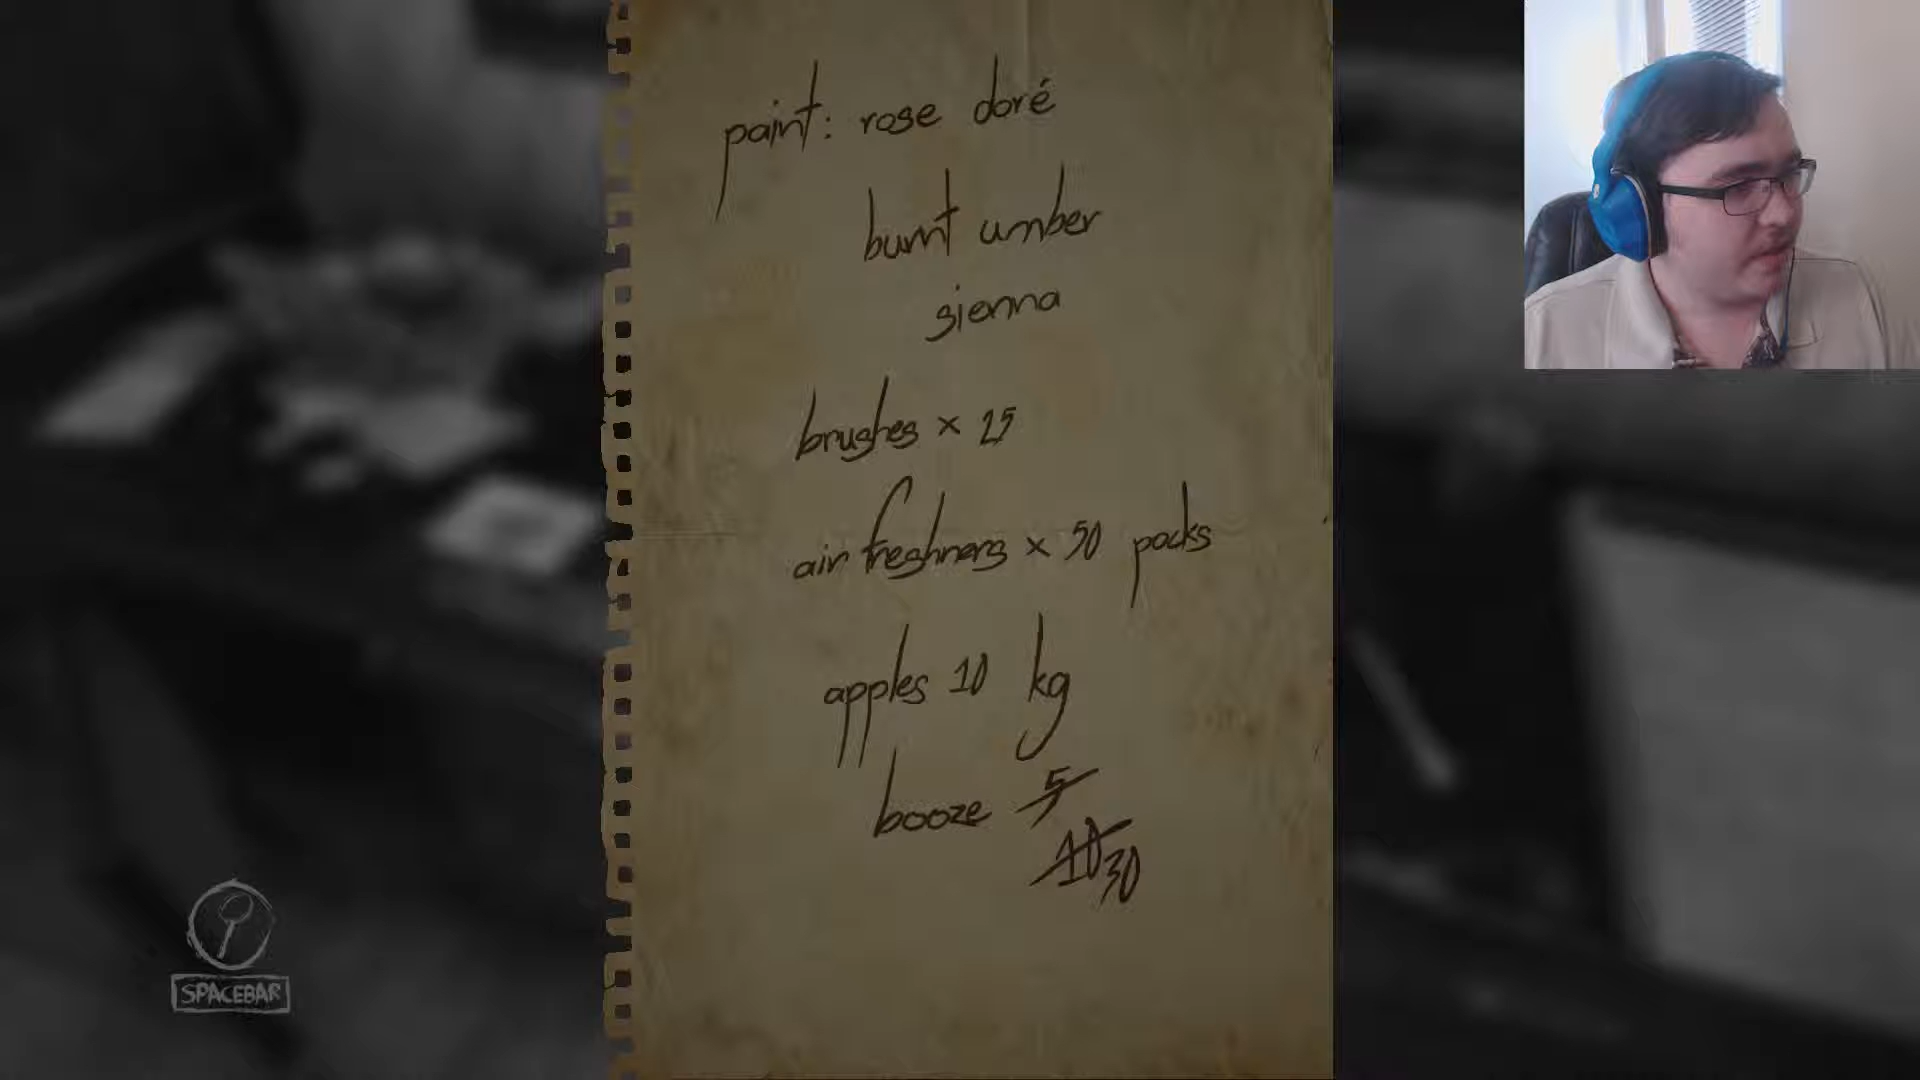 paint: rose doré
burnt umber
sienna
brushes × 25
air freshners × 50 packs
apples 10 kg
booze 5
10 30
SPACEBAR